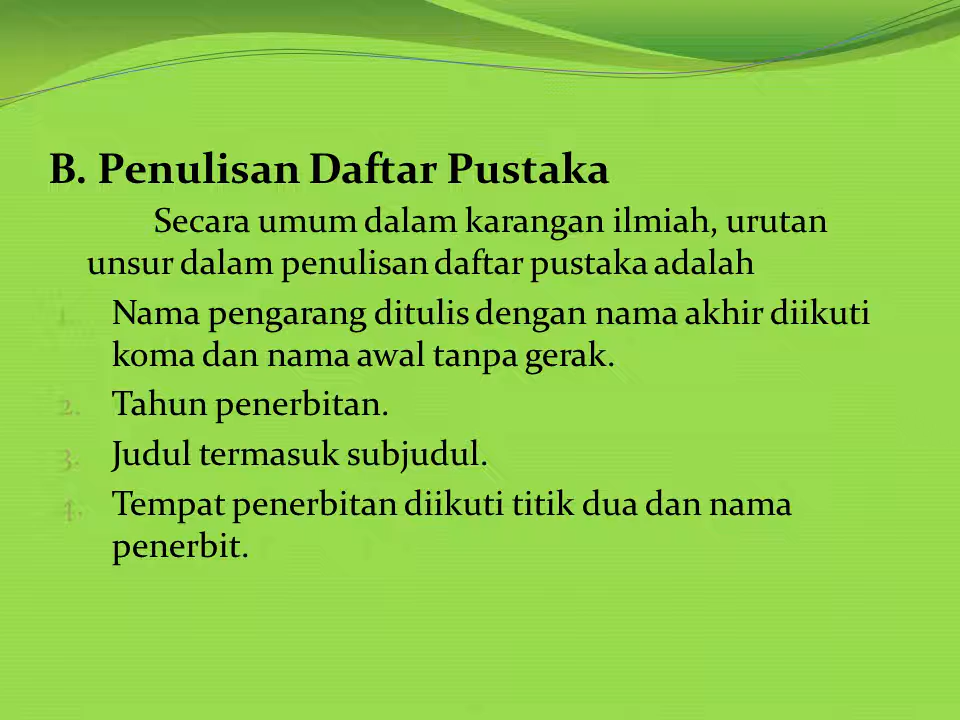 B. Penulisan Daftar Pustaka
Secara umum dalam karangan ilmiah, urutan
unsur dalam penulisan daftar pustaka adalah
1. Nama pengarang ditulis dengan nama akhir diikuti
koma dan nama awal tanpa gerak.
2. Tahun penerbitan.
3. Judul termasuk subjudul.
4. Tempat penerbitan diikuti titik dua dan nama
penerbit.